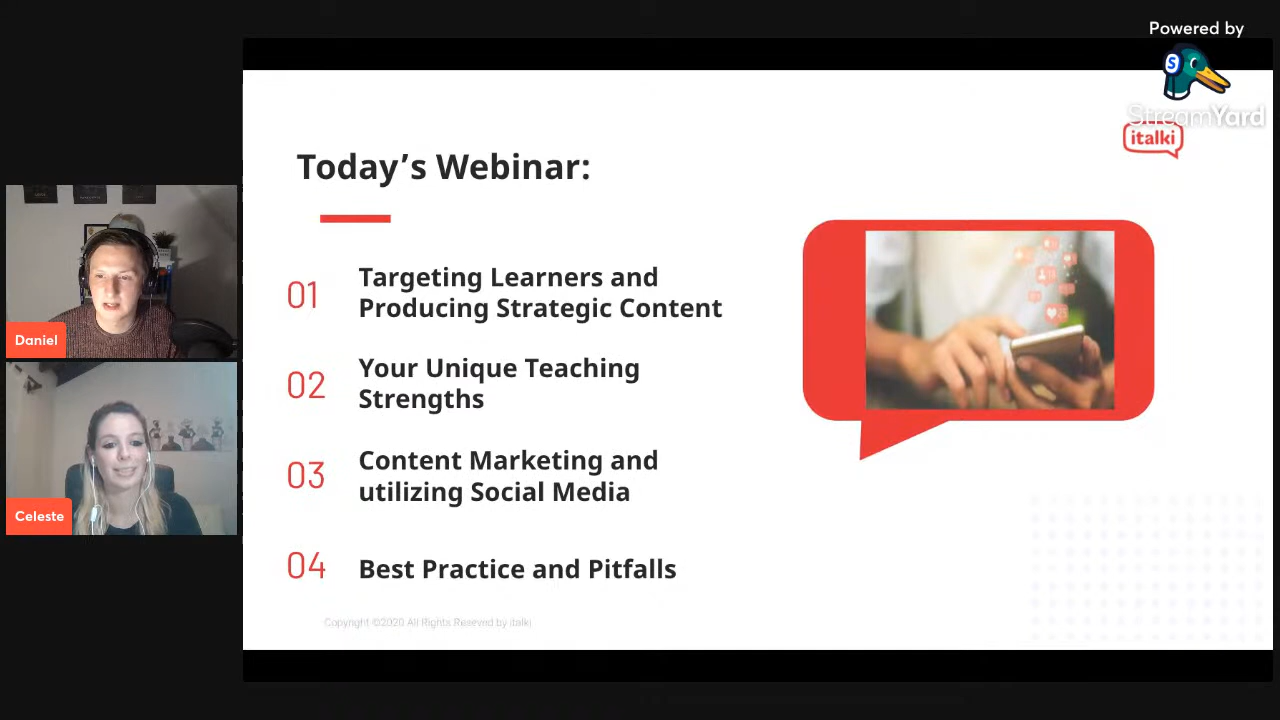 Powered by
S
StreamYard
italki
Today's Webinar:
01
Targeting Learners and
Producing Strategic Content
02
Your Unique Teaching
Strengths
03
Content Marketing and
utilizing Social Media
04
Best Practice and Pitfalls
Copyright ©2020 All Rights Reseved by italki
Daniel
Celeste